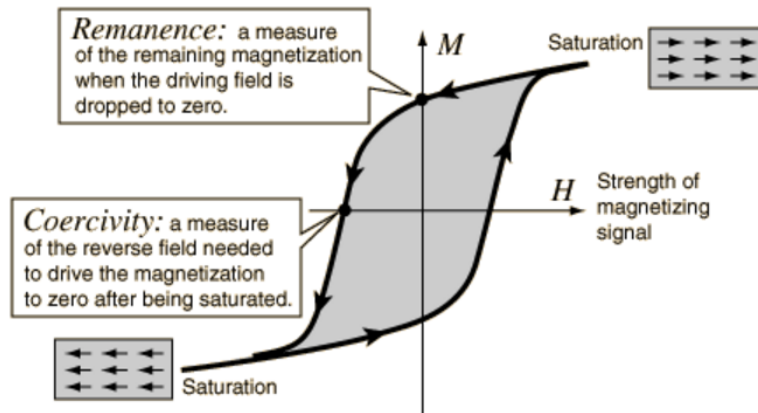 Remanence: a measure
of the remaining magnetization
when the driving field is
dropped to zero.
M
Saturation
H
Strength of
magnetizing
signal
Coercivity: a measure
of the reverse field needed
to drive the magnetization
to zero after being saturated.
Saturation